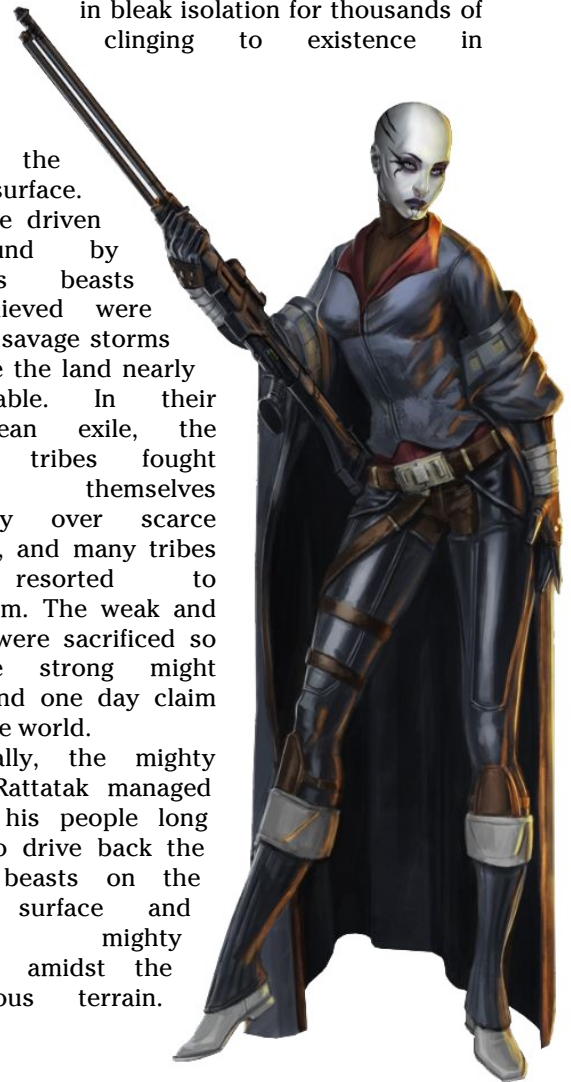 in bleak isolation for thousands of
clinging to existence in
the
surface.
e driven
und by
s beasts
ieved were
savage storms
e the land nearly
able. In their
ean exile, the
tribes fought
themselves
y over scarce
, and many tribes
resorted to
m. The weak and
were sacrificed so
e strong might
nd one day claim
e world.
ally, the mighty
Rattatak managed
his people long
o drive back the
beasts on the
surface and
mighty
amidst the
ous terrain.